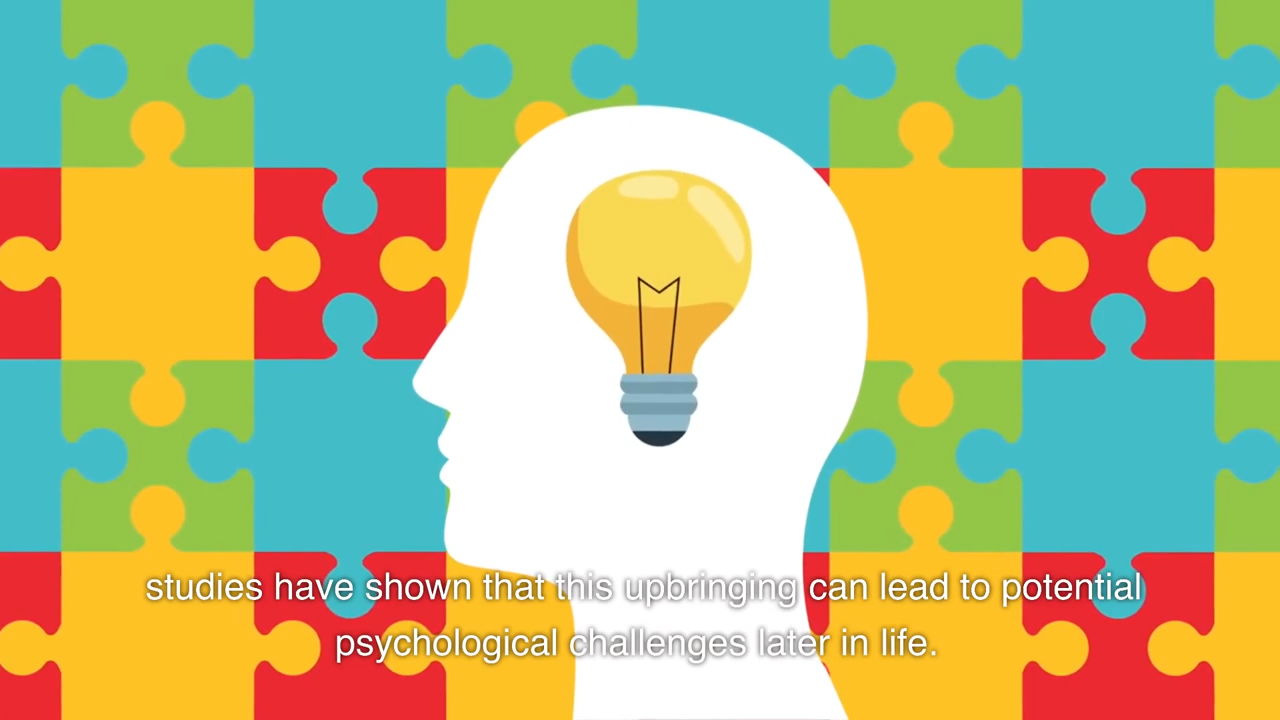 studies have shown that this upbringing can lead to potential
psychological challenges later in life.